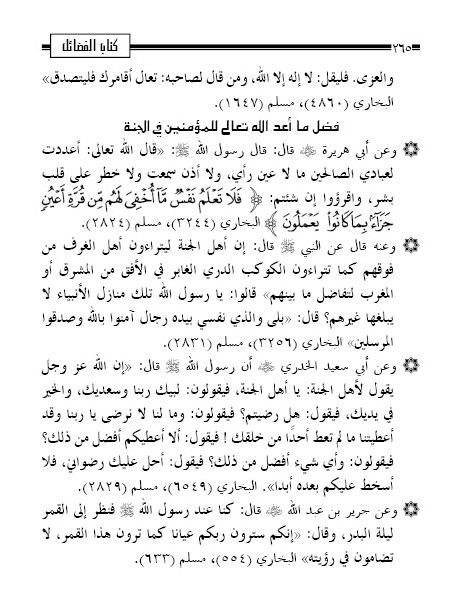 ٢٦٥ كتاب الفضائل
والعزى. فليقل: لا إله إلا الله، ومن قال لصاحبه: تعال أقامرك فليتصدق»
البخاري (٤٨٦٠)، مسلم (١٦٤٧).
فضل ما أعد الله تعالى للمؤمنين في الجنة
وعن أبي هريرة ﷺ قال: قال رسول الله ﷺ: «قال الله تعالى: أعددت
لعبادي الصالحين ما لا عين رأي، ولا أذن سمعت ولا خطر على قلب
بشر، واقرؤوا إن شئتم: ﴿ فَلَا تَعْلَمُ نَفْسٌ مَّا أُخْفِيَ لَهُم مِّن قُرَّةِ أَعْيُنٍ
جَزَاءً بِمَا كَانُوا يَعْمَلُونَ ﴾» البخاري (٣٢٤٤)، مسلم (٢٨٢٤).
وعنه قال عن النبي ﷺ قال: إن أهل الجنة ليتراءون أهل الغرف من
فوقهم كما تتراءون الكوكب الدري الغابر في الأفق من المشرق أو
المغرب لتفاضل ما بينهم» قالوا: يا رسول الله تلك منازل الأنبياء لا
يبلغها غيرهم؟ قال: «بلى والذي نفسي بيده رجال آمنوا بالله وصدقوا
المرسلين» البخاري (٣٢٥٦)، مسلم (٢٨٣١).
وعن أبي سعيد الخدري ﷺ أن رسول الله ﷺ قال: «إن الله عز وجل
يقول لأهل الجنة: يا أهل الجنة، فيقولون: لبيك ربنا وسعديك، والخير
في يديك، فيقول: هل رضيتم؟ فيقولون: وما لنا لا نرضى يا ربنا وقد
أعطيتنا ما لم تعط أحدًا من خلقك ! فيقول: ألا أعطيكم أفضل من ذلك؟
فيقولون: وأي شيء أفضل من ذلك؟ فيقول: أحل عليك رضواني، فلا
أسخط عليكم بعده أبدا». البخاري (٦٥٤٩)، مسلم (٢٨٢٩).
وعن جرير بن عبد الله ﷺ قال: كنا عند رسول الله ﷺ فنظر إلى القمر
ليلة البدر، وقال: «إنكم سترون ربكم عيانا كما ترون هذا القمر، لا
تضامون في رؤيته» البخاري (٥٥٤)، مسلم (٦٣٣).